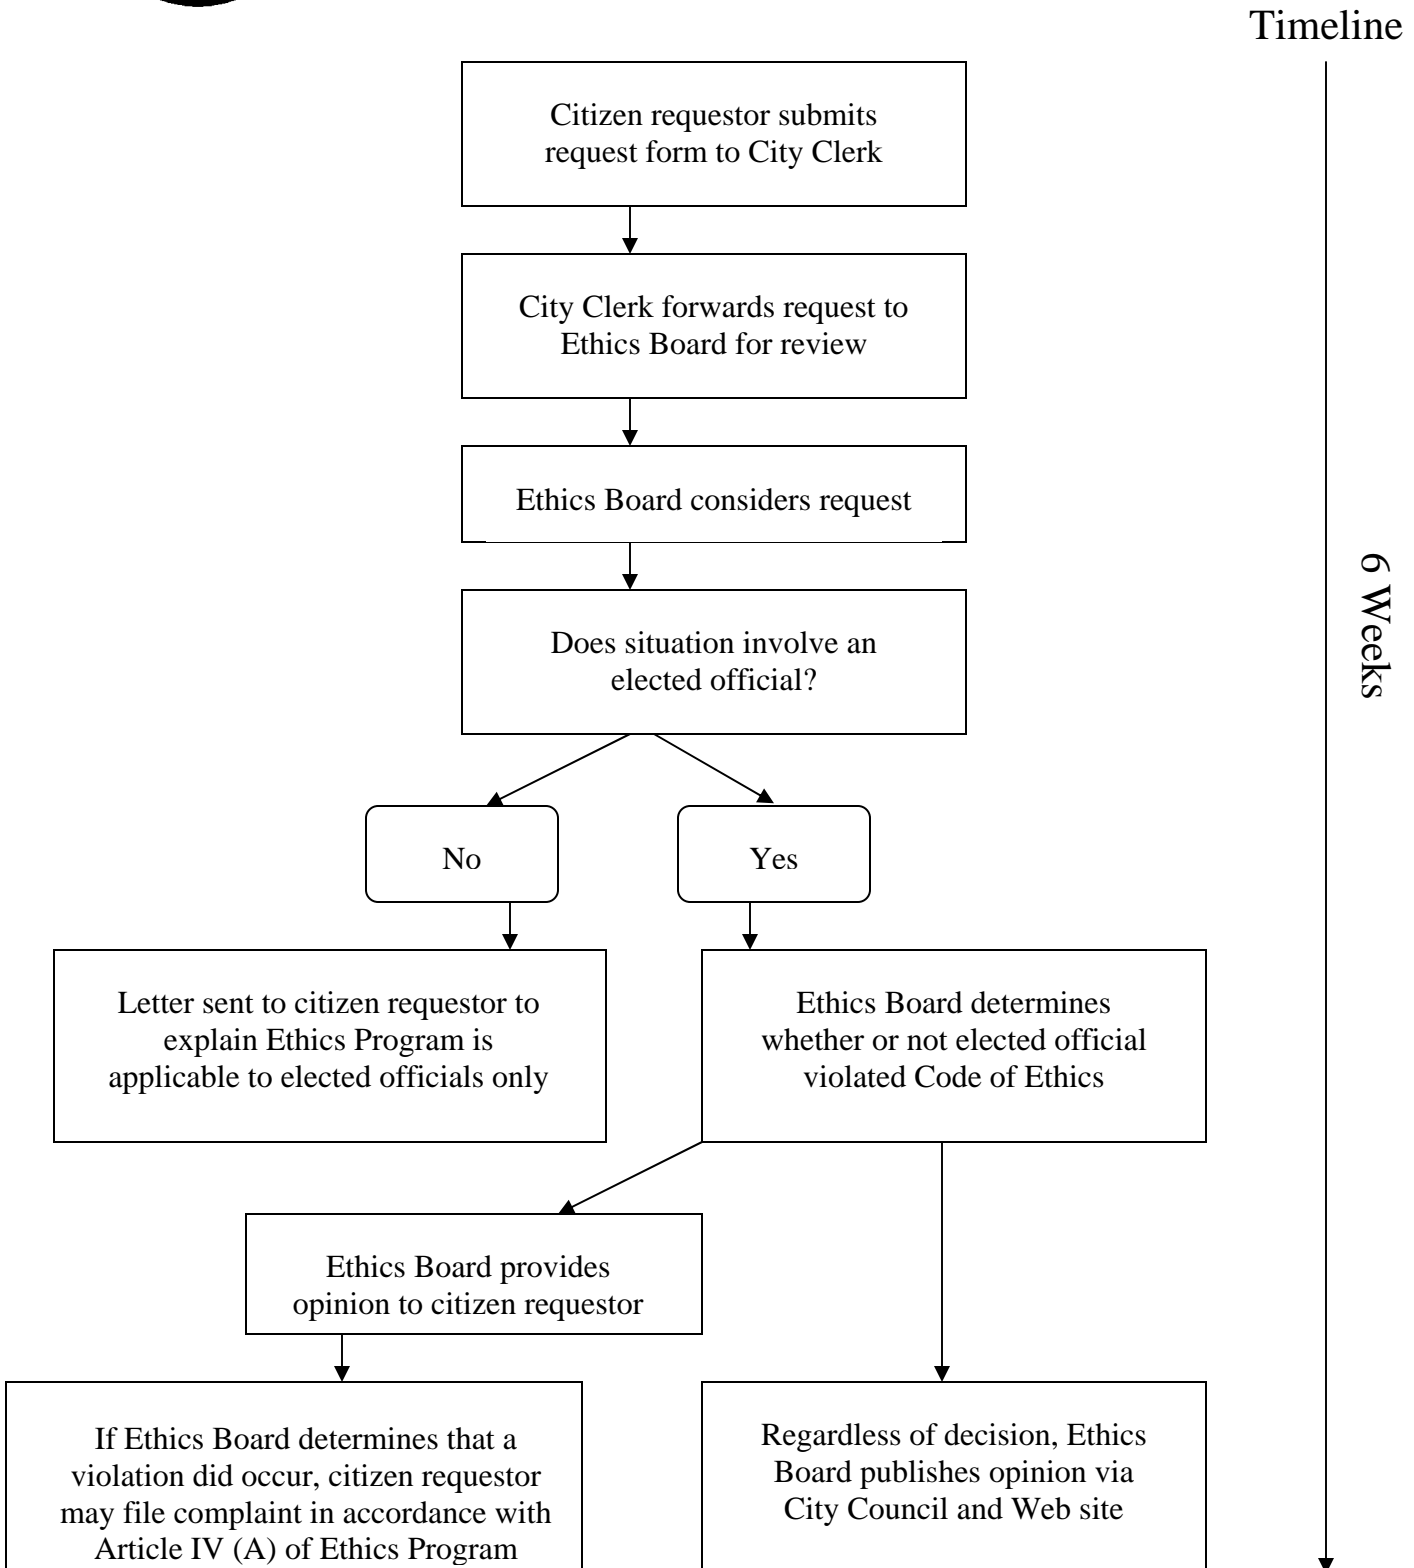 Timeline
Citizen requestor submits
request form to City Clerk
City Clerk forwards request to
Ethics Board for review
Ethics Board considers request
6 Weeks
Does situation involve an
elected official?
No
Yes
Letter sent to citizen requestor to
explain Ethics Program is
applicable to elected officials only
Ethics Board determines
whether or not elected official
violated Code of Ethics
Ethics Board provides
opinion to citizen requestor
If Ethics Board determines that a
violation did occur, citizen requestor
may file complaint in accordance with
Article IV (A) of Ethics Program
Regardless of decision, Ethics
Board publishes opinion via
City Council and Web site